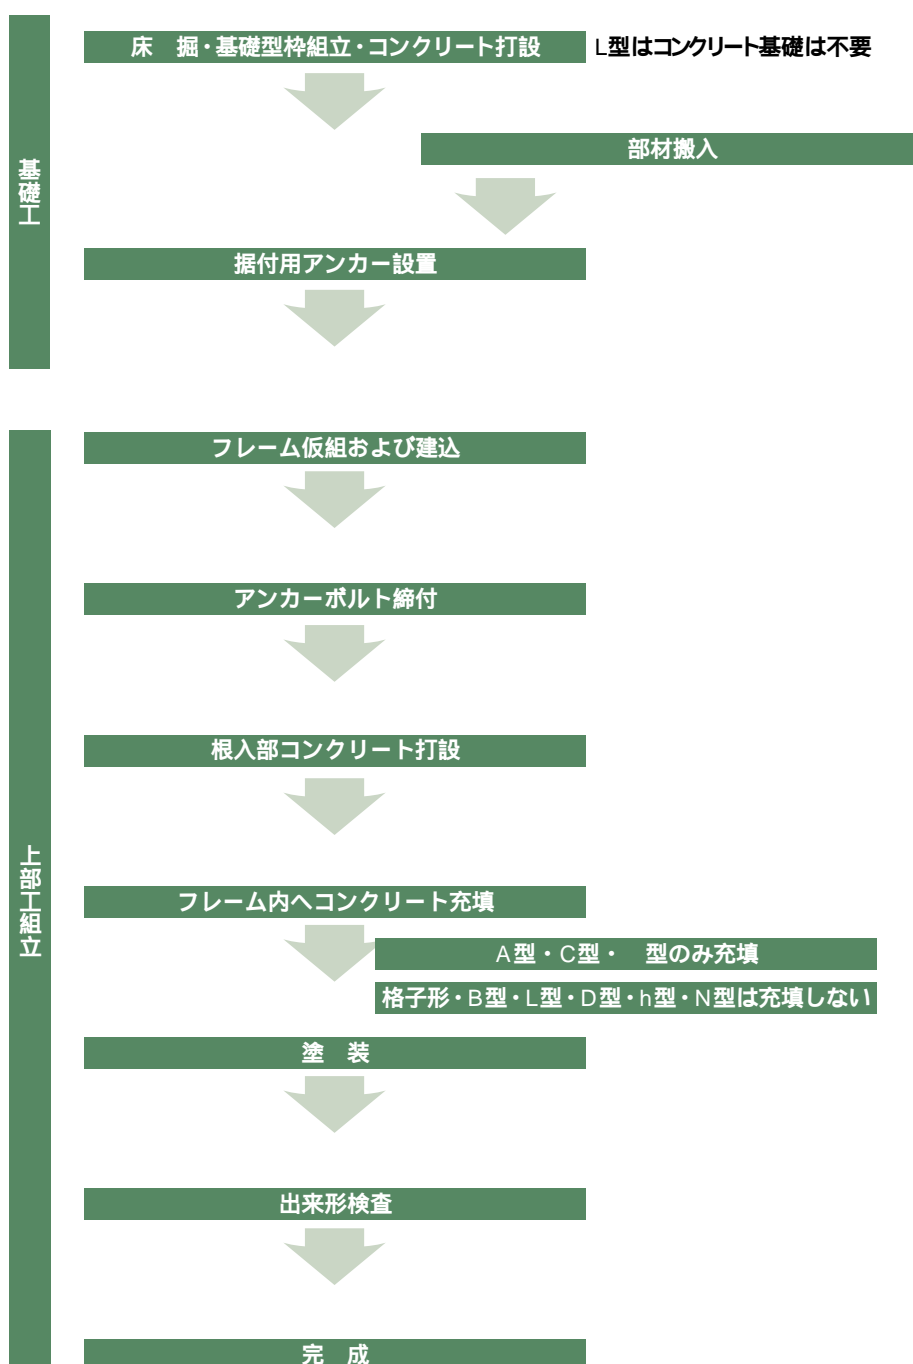 基礎工
床　掘・基礎型枠組立・コンクリート打設
L型はコンクリート基礎は不要
部材搬入
据付用アンカー設置
上部工組立
フレーム仮組および建込
アンカーボルト締付
根入部コンクリート打設
フレーム内へコンクリート充填
A型・C型・　型のみ充填
格子形・B型・L型・D型・h型・N型は充填しない
塗　装
出来形検査
完　成